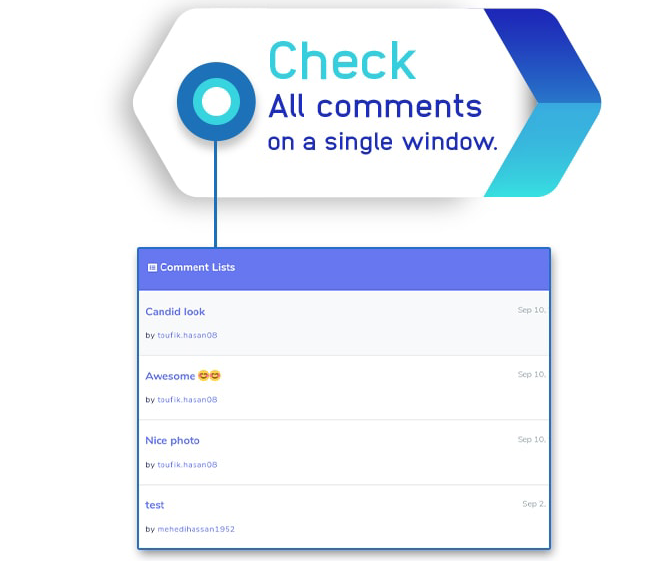 Check
All comments
on a single window.
Comment Lists
Candid look
Sep 10,
by toufik.hasan08
Awesome 😊😊
Sep 10,
by toufik.hasan08
Nice photo
Sep 10,
by toufik.hasan08
test
Sep 2,
by mehedihassan1952